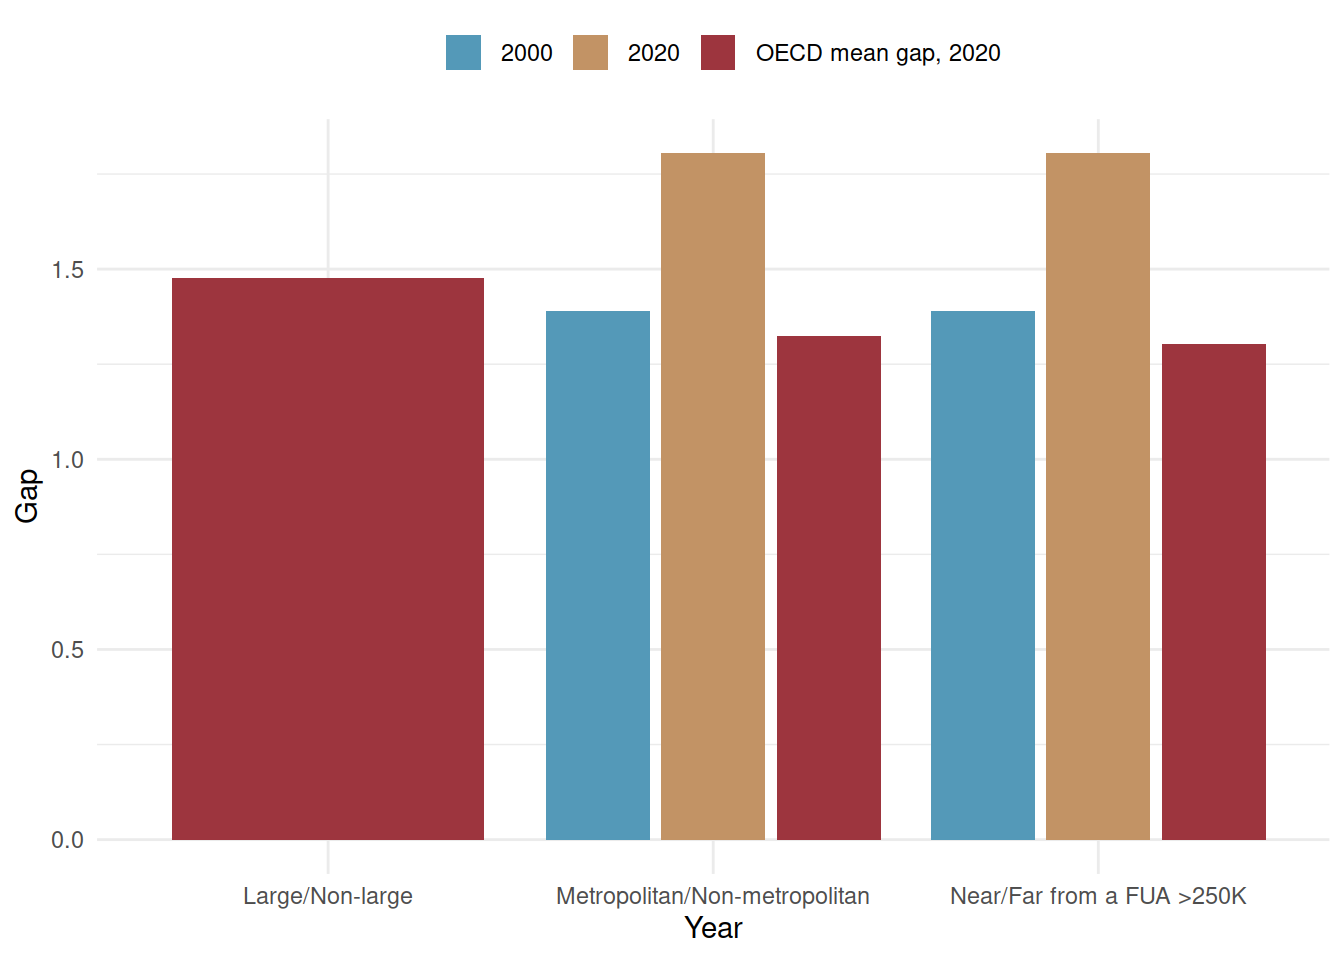 2000 2020 OECD mean gap, 2020
1.5
1.0
0.5
0.0
Gap
Large/Non-large Metropolitan/Non-metropolitan Near/Far from a FUA >250K
Year